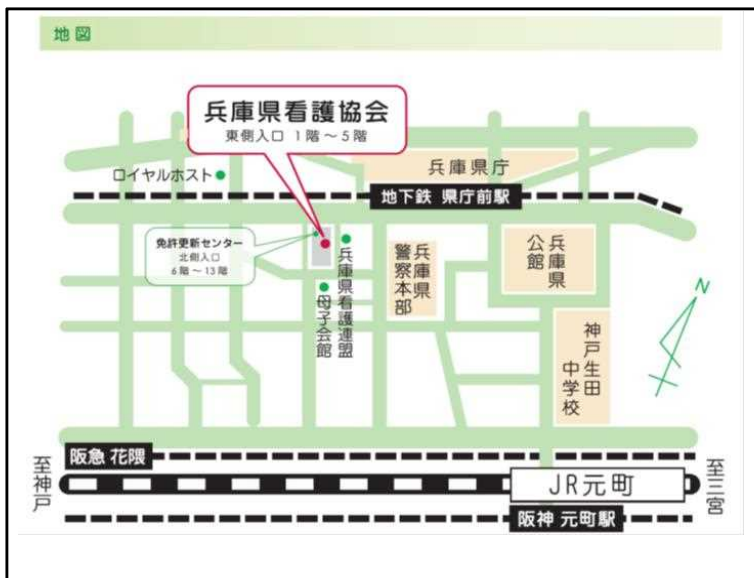 地図
兵庫県看護協会
東側入口 1階～5階
兵庫県庁
ロイヤルホスト
地下鉄 県庁前駅
免許更新センター
北側入口
6階～13階
兵庫県看護連盟
母子会館
兵庫県
警察本部
兵庫県
公館
N
神戸生田
中学校
阪急 花隈
至神戸
JR元町
至三宮
阪神 元町駅